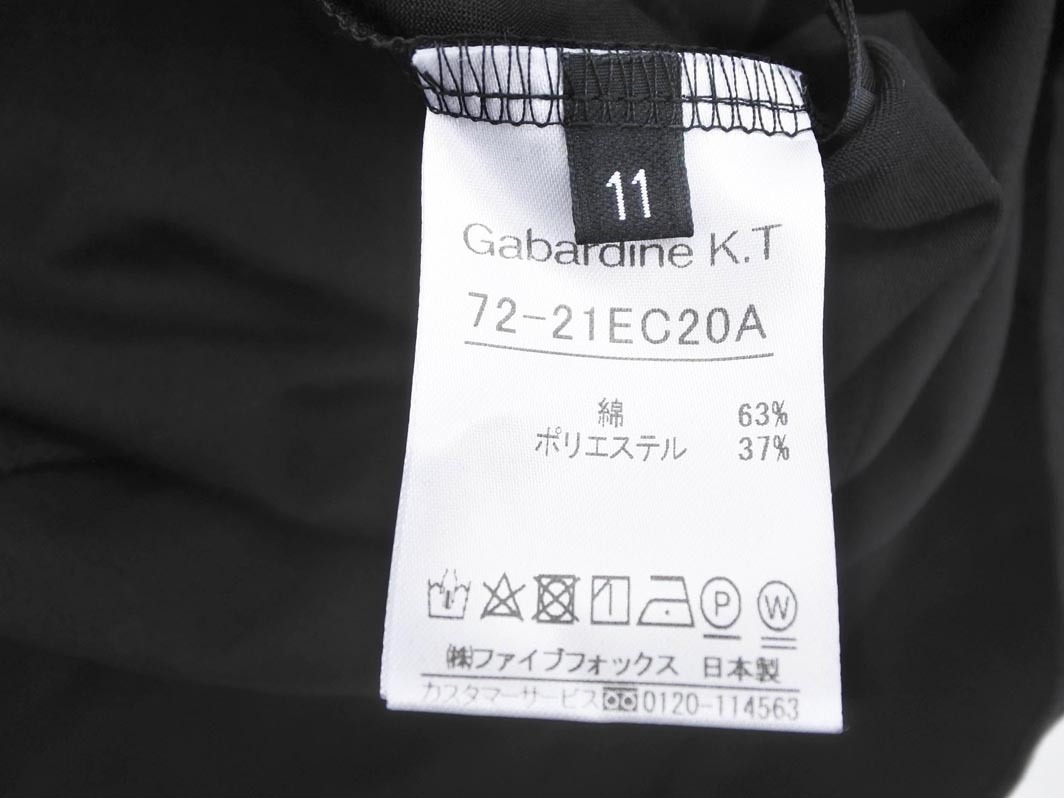 11
Gabardine K.T
72-21EC20A
綿 63%
ポリエステル 37%
P W
㈱ファイブフォックス 日本製
カスタマーサービス 0120-114563